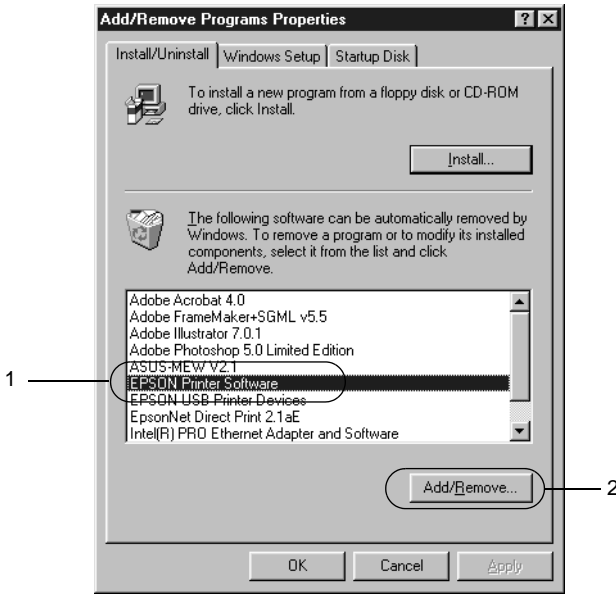 Add/Remove Programs Properties
Install/Uninstall Windows Setup Startup Disk
To install a new program from a floppy disk or CD-ROM
drive, click Install.
Install...
The following software can be automatically removed by
Windows. To remove a program or to modify its installed
components, select it from the list and click
Add/Remove.
Adobe Acrobat 4.0
Adobe FrameMaker+SGML v5.5
Adobe Illustrator 7.0.1
Adobe Photoshop 5.0 Limited Edition
ASUS-MEW V2.1
1
EPSON Printer Software
EPSON USB Printer Devices
EpsonNet Direct Print 2.1aE
Intel(R) PRO Ethernet Adapter and Software
Add/Remove...
2
OK Cancel Apply